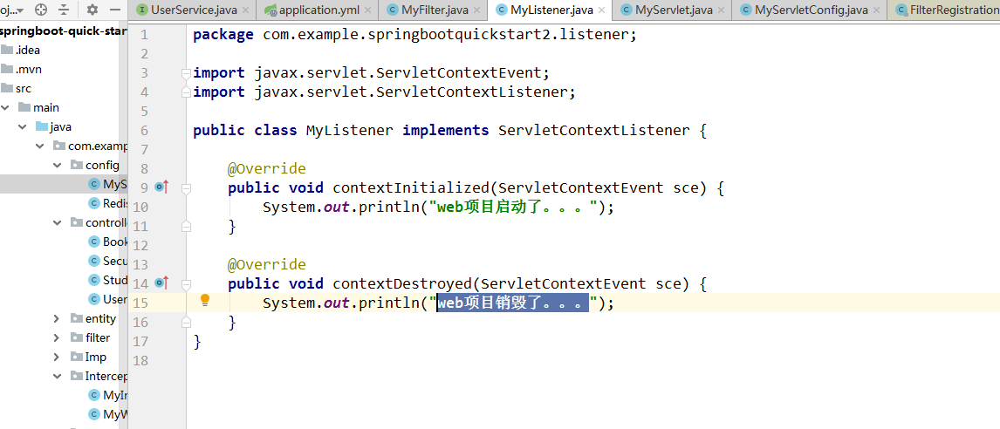 oj...
UserService.java
application.yml
MyFilter.java
MyListener.java
MyServlet.java
MyServletConfig.java
FilterRegistration
springboot-quick-star
.idea
.mvn
src
main
java
com.examp
config
MyS
Redis
controlle
Book
Secu
Stud
User
entity
filter
Imp
Intercep
MyIn
MyW
1 package com.example.springbootquickstart2.listener;
2
3 import javax.servlet.ServletContextEvent;
4 import javax.servlet.ServletContextListener;
5
6 public class MyListener implements ServletContextListener {
7
8 @Override
9 public void contextInitialized(ServletContextEvent sce) {
10 System.out.println("web项目启动了。。。");
11 }
12
13 @Override
14 public void contextDestroyed(ServletContextEvent sce) {
15 System.out.println("web项目销毁了。。。");
16 }
17 }
18